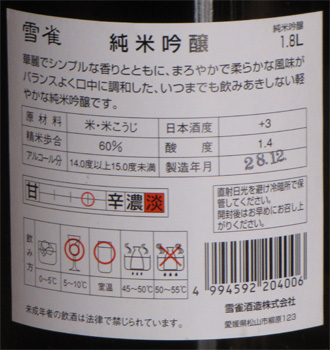 雪雀 純米吟醸 純米吟醸 1.8L
華麗でシンプルな香りとともに、まろやかで柔らかな風味が
バランスよく口中に調和した、いつまでも飲みあきしない軽
やかな純米吟醸です。
原材料 米・米こうじ 日本酒度 +3
精米歩合 60% 酸度 1.4
アルコール分 14.0度以上15.0度未満 製造年月 28.12
甘 辛 濃 淡
直射日光を避け冷暗所で保
管してください。
開封後はお早めにお召し上
がりください。
飲み方
0〜5℃ 5〜10℃ 室温 45〜50℃ 50〜55℃
4 994592 204006
雪雀酒造株式会社
愛媛県松山市柳原123
未成年者の飲酒は法律で禁じられています。